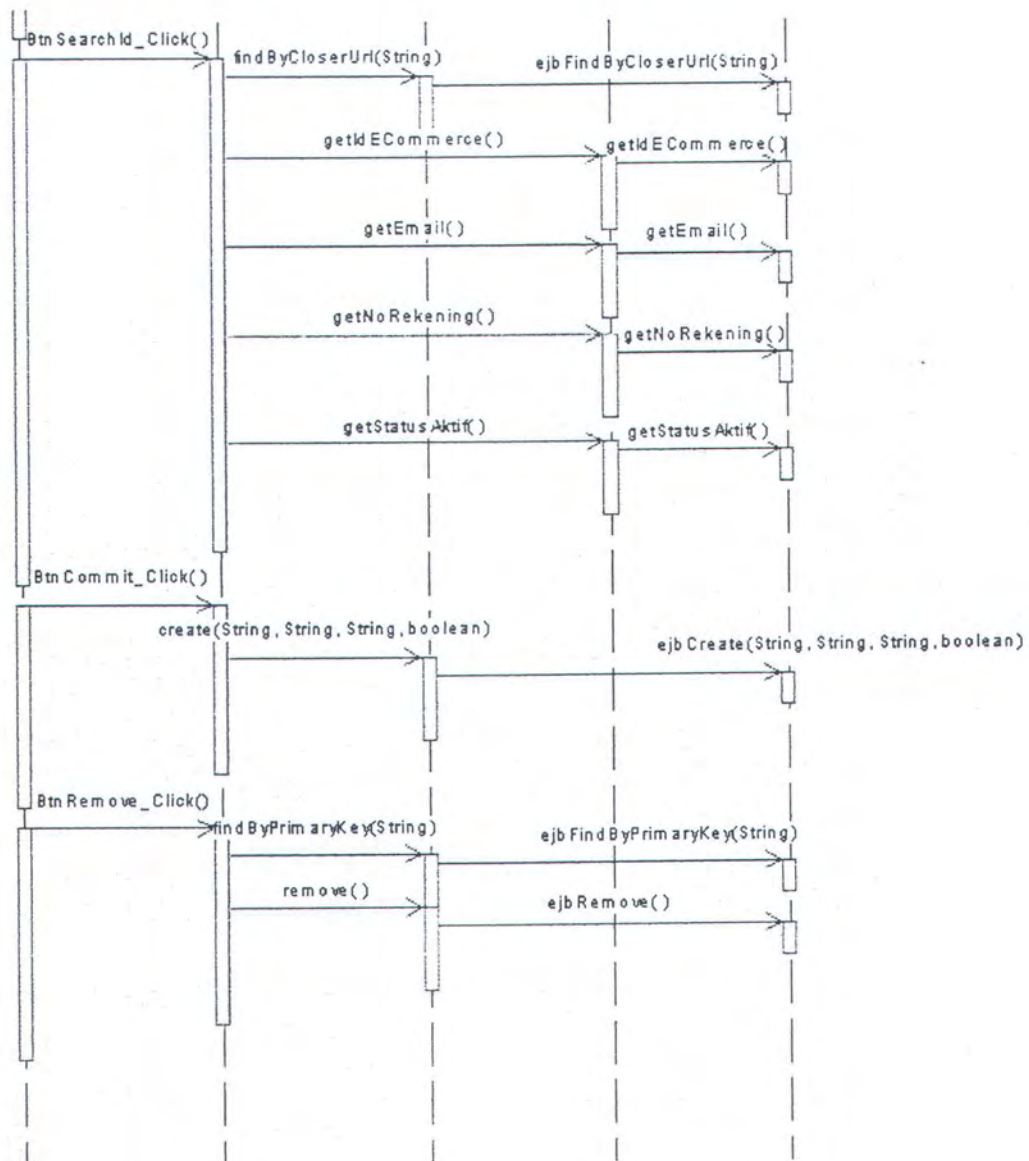 BtnSearchId_Click()
findByCloserUrl(String)
ejbFindByCloserUrl(String)
getIdECommerce()
getIdECommerce()
getEmail()
getEmail()
getNoRekening()
getNoRekening()
getStatusAktif()
getStatusAktif()
BtnCommit_Click()
create(String, String, String, boolean)
ejbCreate(String, String, String, boolean)
BtnRemove_Click()
findByPrimaryKey(String)
ejbFindByPrimaryKey(String)
remove()
ejbRemove()